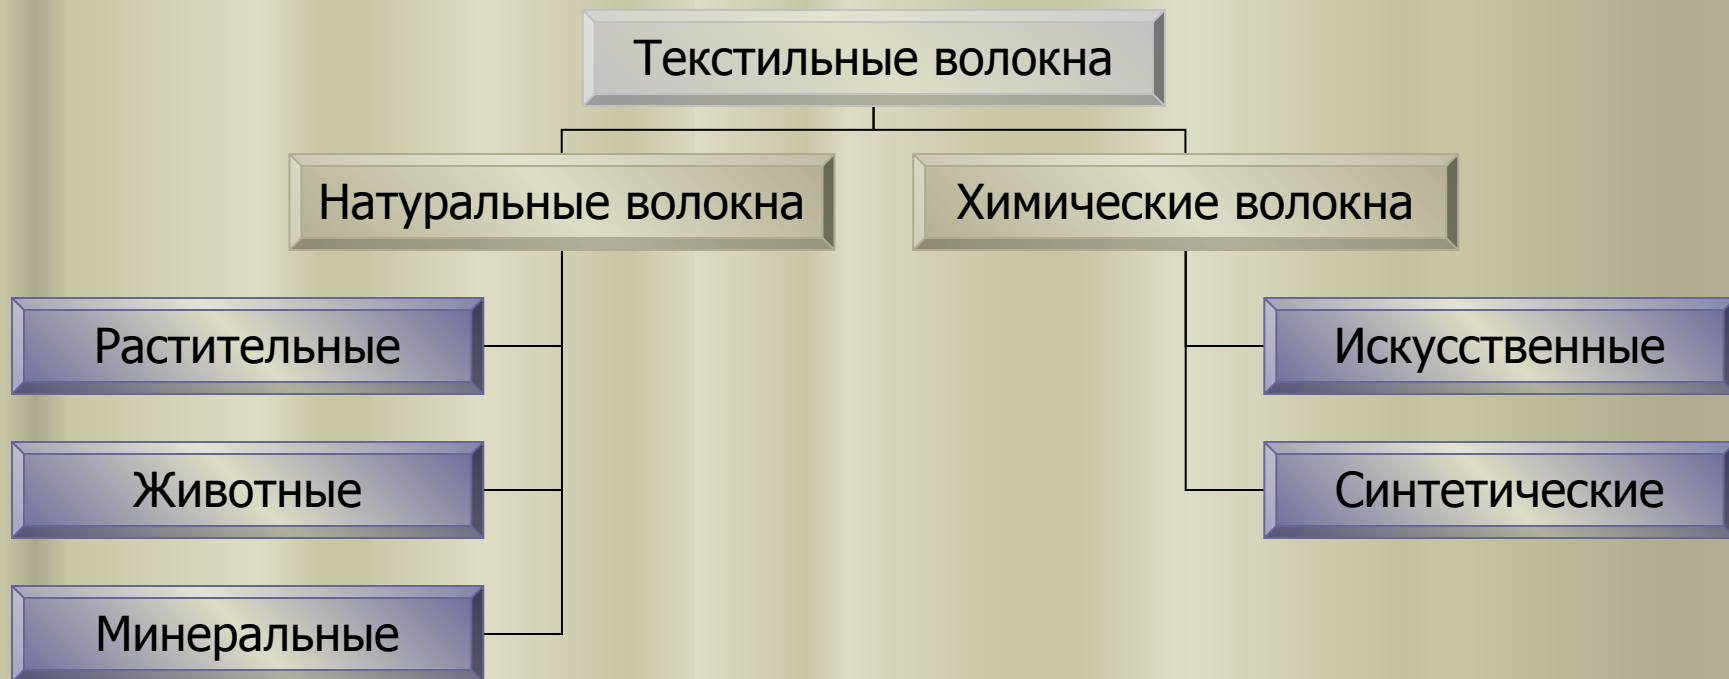 Текстильные волокна
Натуральные волокна
Химические волокна
Растительные
Искусственные
Животные
Синтетические
Минеральные